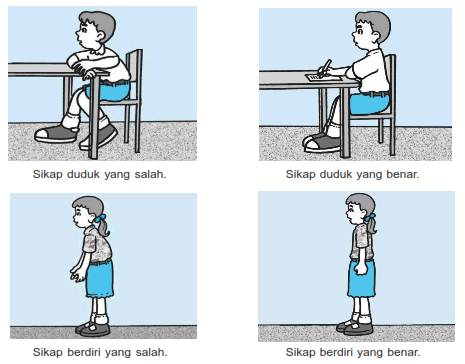 Sikap duduk yang salah.
Sikap duduk yang benar.
Sikap berdiri yang salah.
Sikap berdiri yang benar.